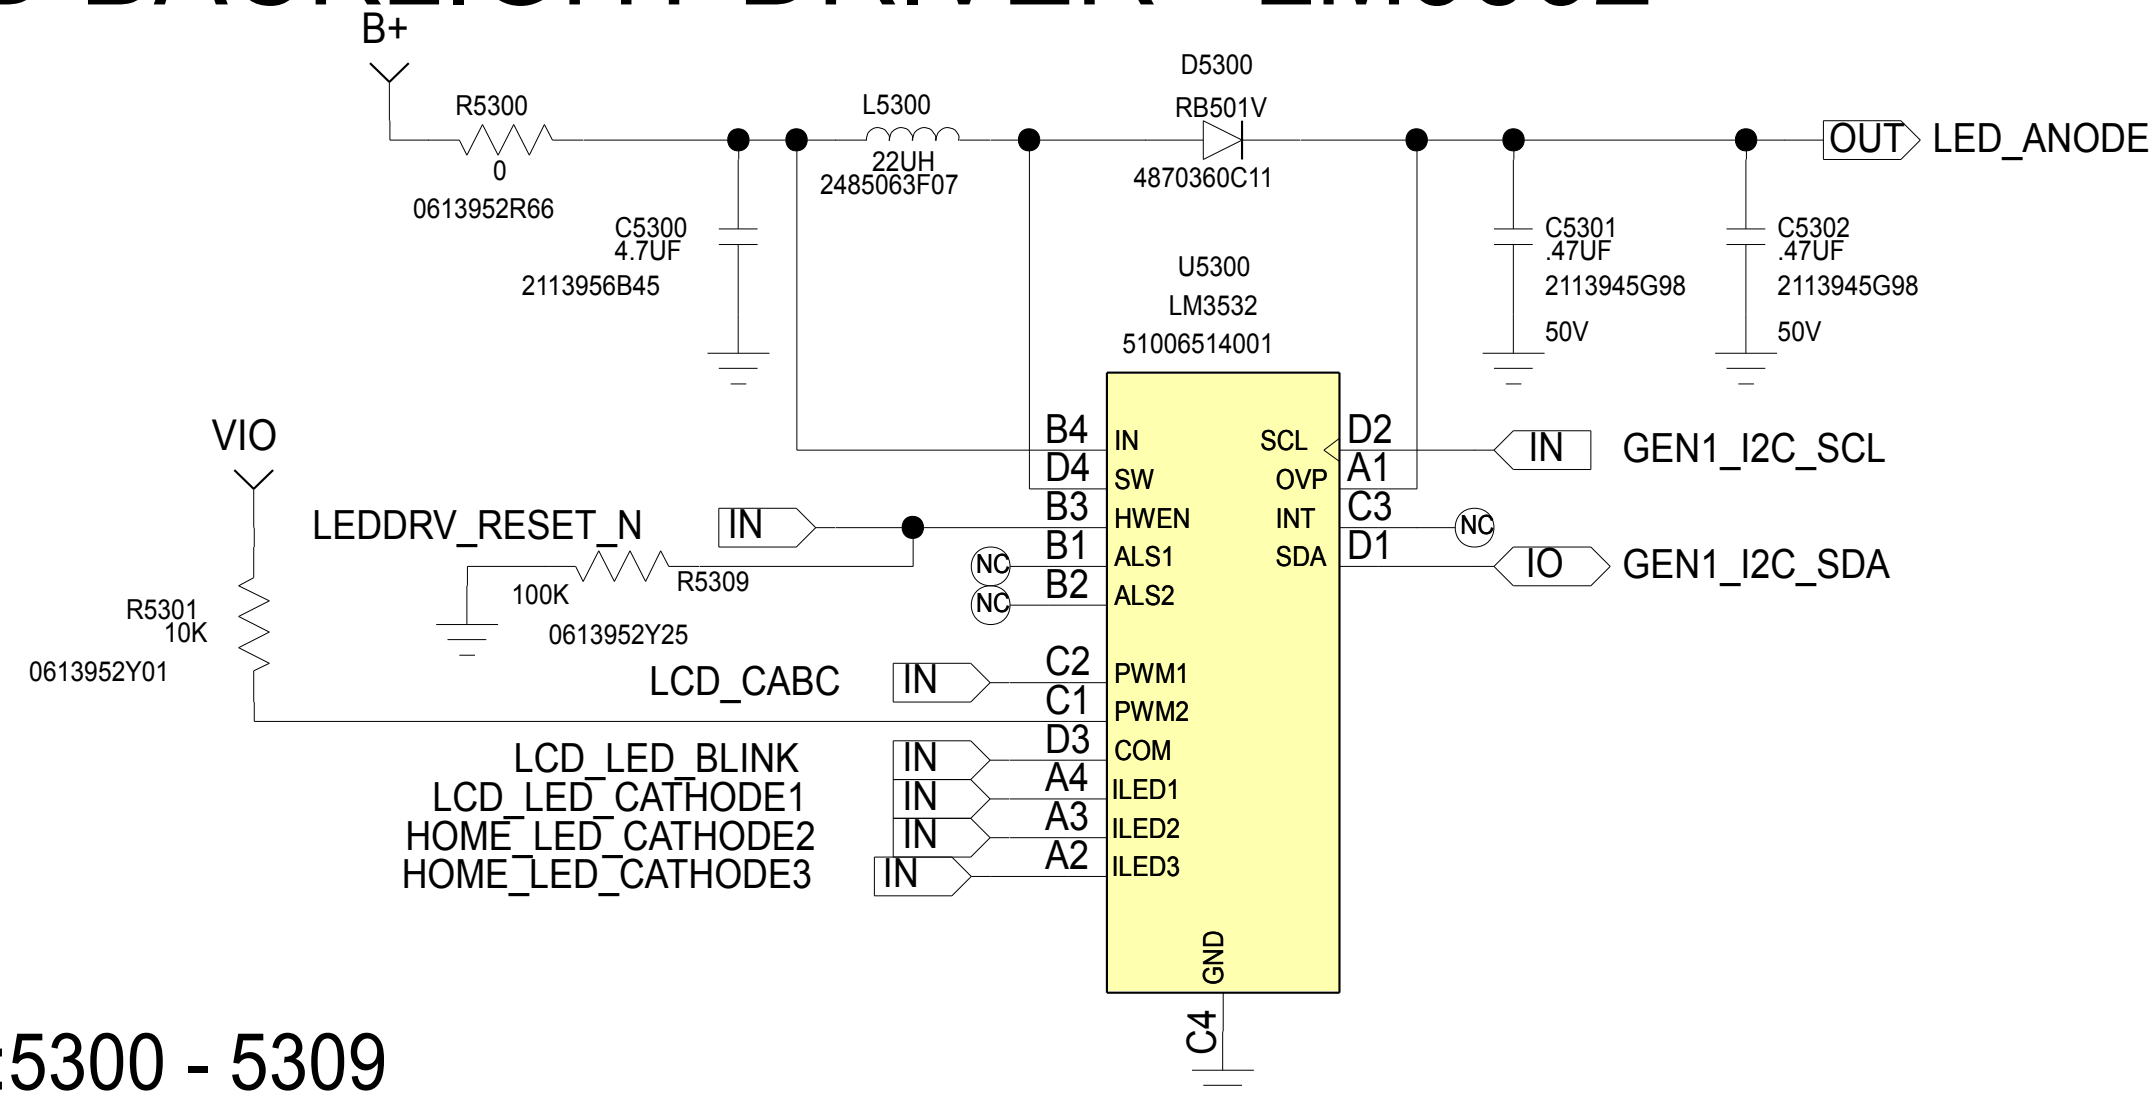 B+
D5300
RB501V
4870360C11
R5300
0
0613952R66
L5300
22UH
2485063F07
OUT LED_ANODE
C5300
4.7UF
2113956B45
C5301
.47UF
2113945G98
50V
C5302
.47UF
2113945G98
50V
U5300
LM3532
51006514001
VIO
B4 IN SCL D2 IN GEN1_I2C_SCL
D4 SW OVP A1
LEDDRV_RESET_N IN B3 HWEN INT C3 NC
NC B1 ALS1 SDA D1 IO GEN1_I2C_SDA
NC B2 ALS2
100K R5309
0613952Y25
R5301
10K
0613952Y01
LCD_CABC IN C2 PWM1
C1 PWM2
LCD_LED_BLINK IN D3 COM
LCD_LED_CATHODE1 IN A4 ILED1
HOME_LED_CATHODE2 IN A3 ILED2
HOME_LED_CATHODE3 IN A2 ILED3
GND
C4
:5300 - 5309